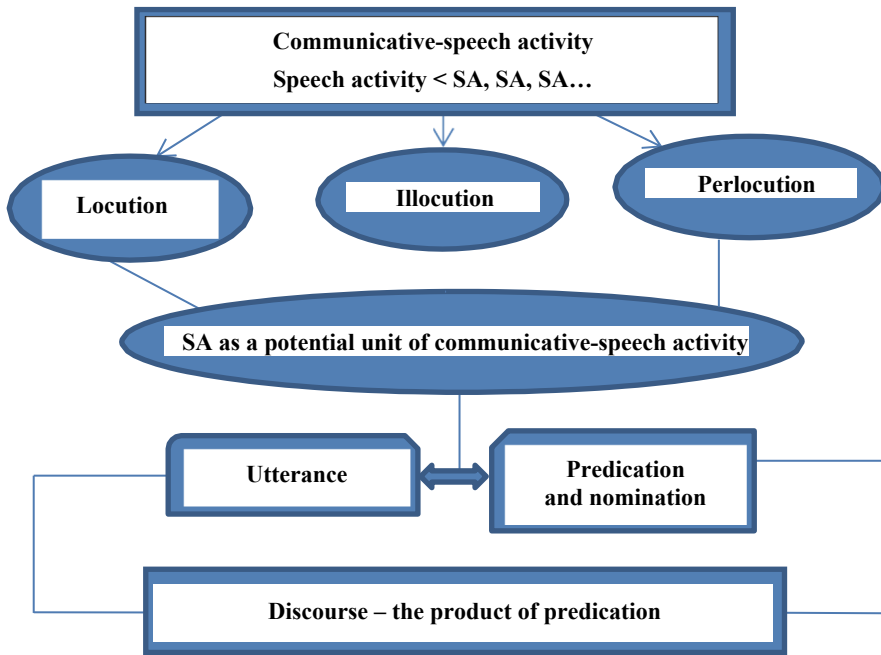 Communicative-speech activity
Speech activity < SA, SA, SA…
Locution
Illocution
Perlocution
SA as a potential unit of communicative-speech activity
Utterance
Predication
and nomination
Discourse – the product of predication